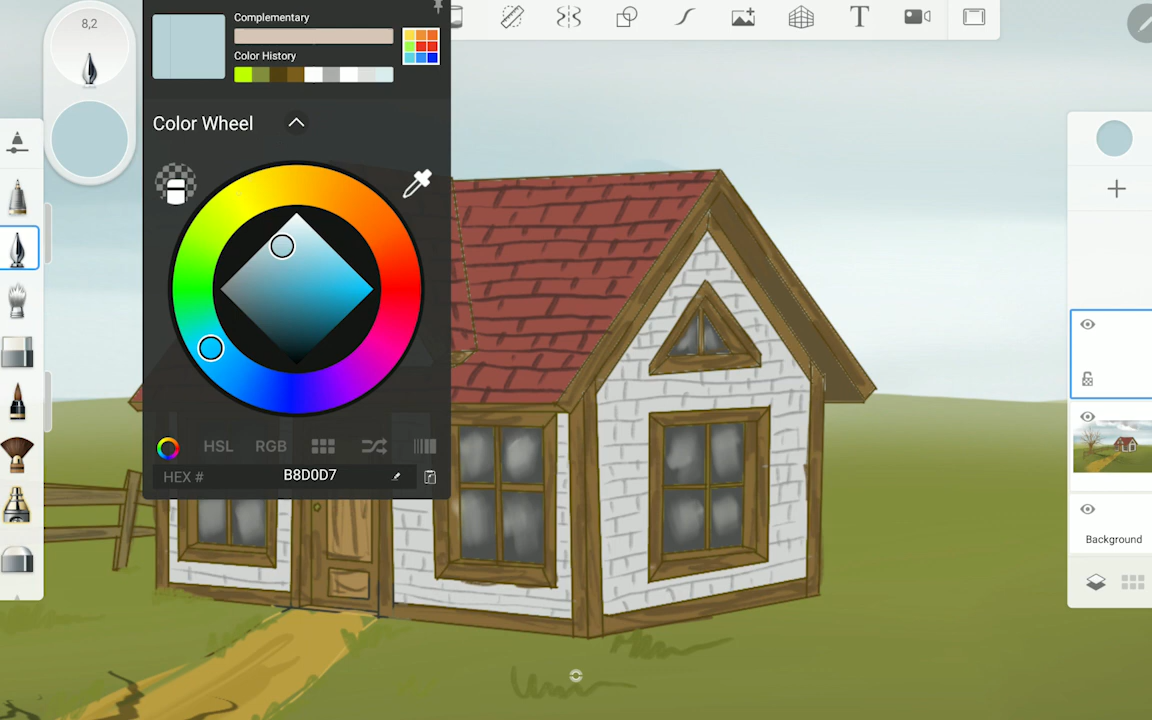 8,2
Complementary
Color History
T
Color Wheel
HSL RGB
HEX # B8D0D7
Background